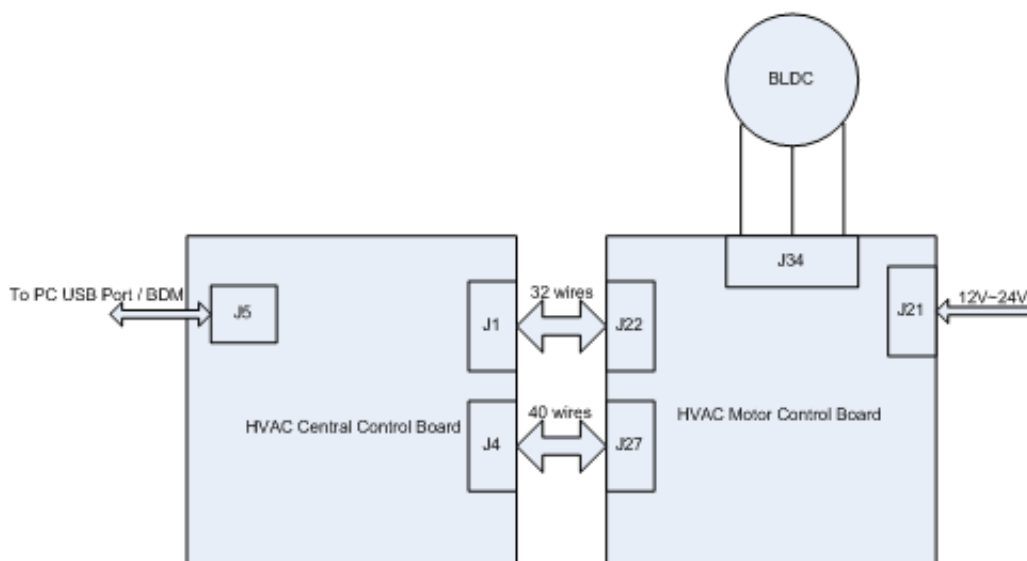 BLDC
J34
To PC USB Port / BDM
J5
J1
32 wires
J22
J21
12V~24V
HVAC Central Control Board
J4
40 wires
J27
HVAC Motor Control Board